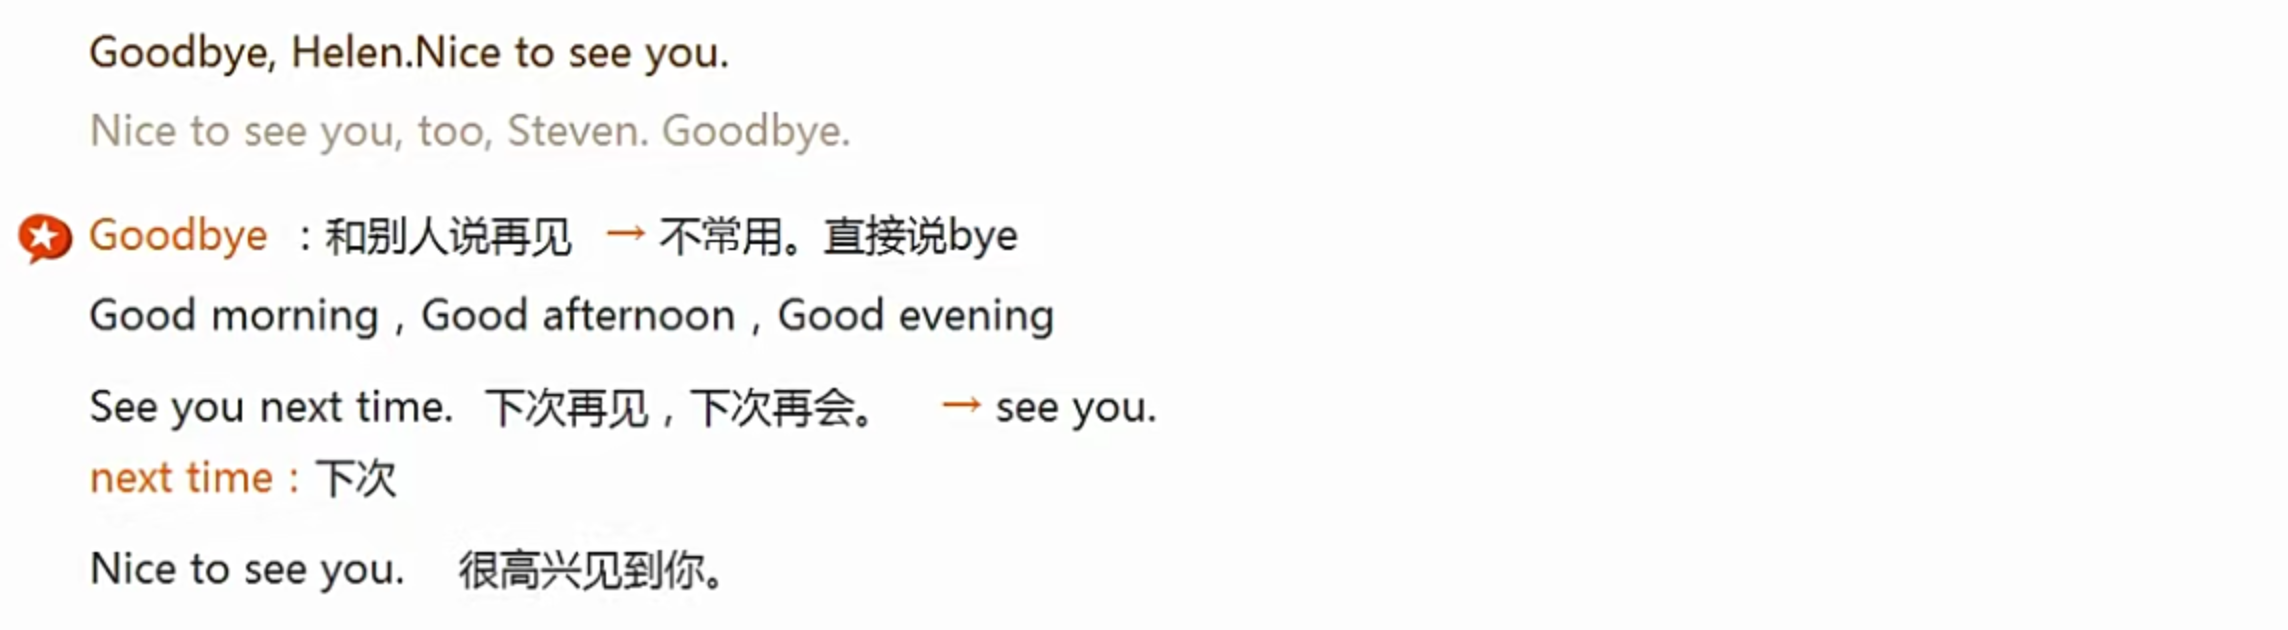 Goodbye, Helen.Nice to see you.
Nice to see you, too, Steven. Goodbye.
Goodbye ：和别人说再见 → 不常用。直接说bye
Good morning , Good afternoon , Good evening
See you next time. 下次再见，下次再会。 → see you.
next time：下次
Nice to see you. 很高兴见到你。